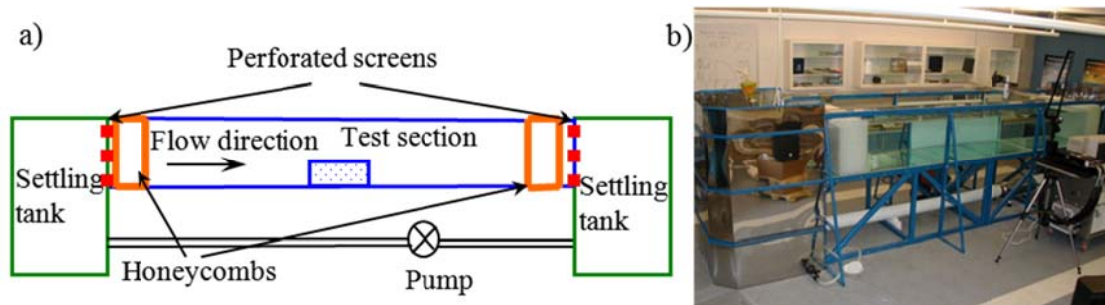 a)
Perforated screens
Flow direction
Test section
Settling
tank
Settling
tank
Honeycombs
Pump
b)